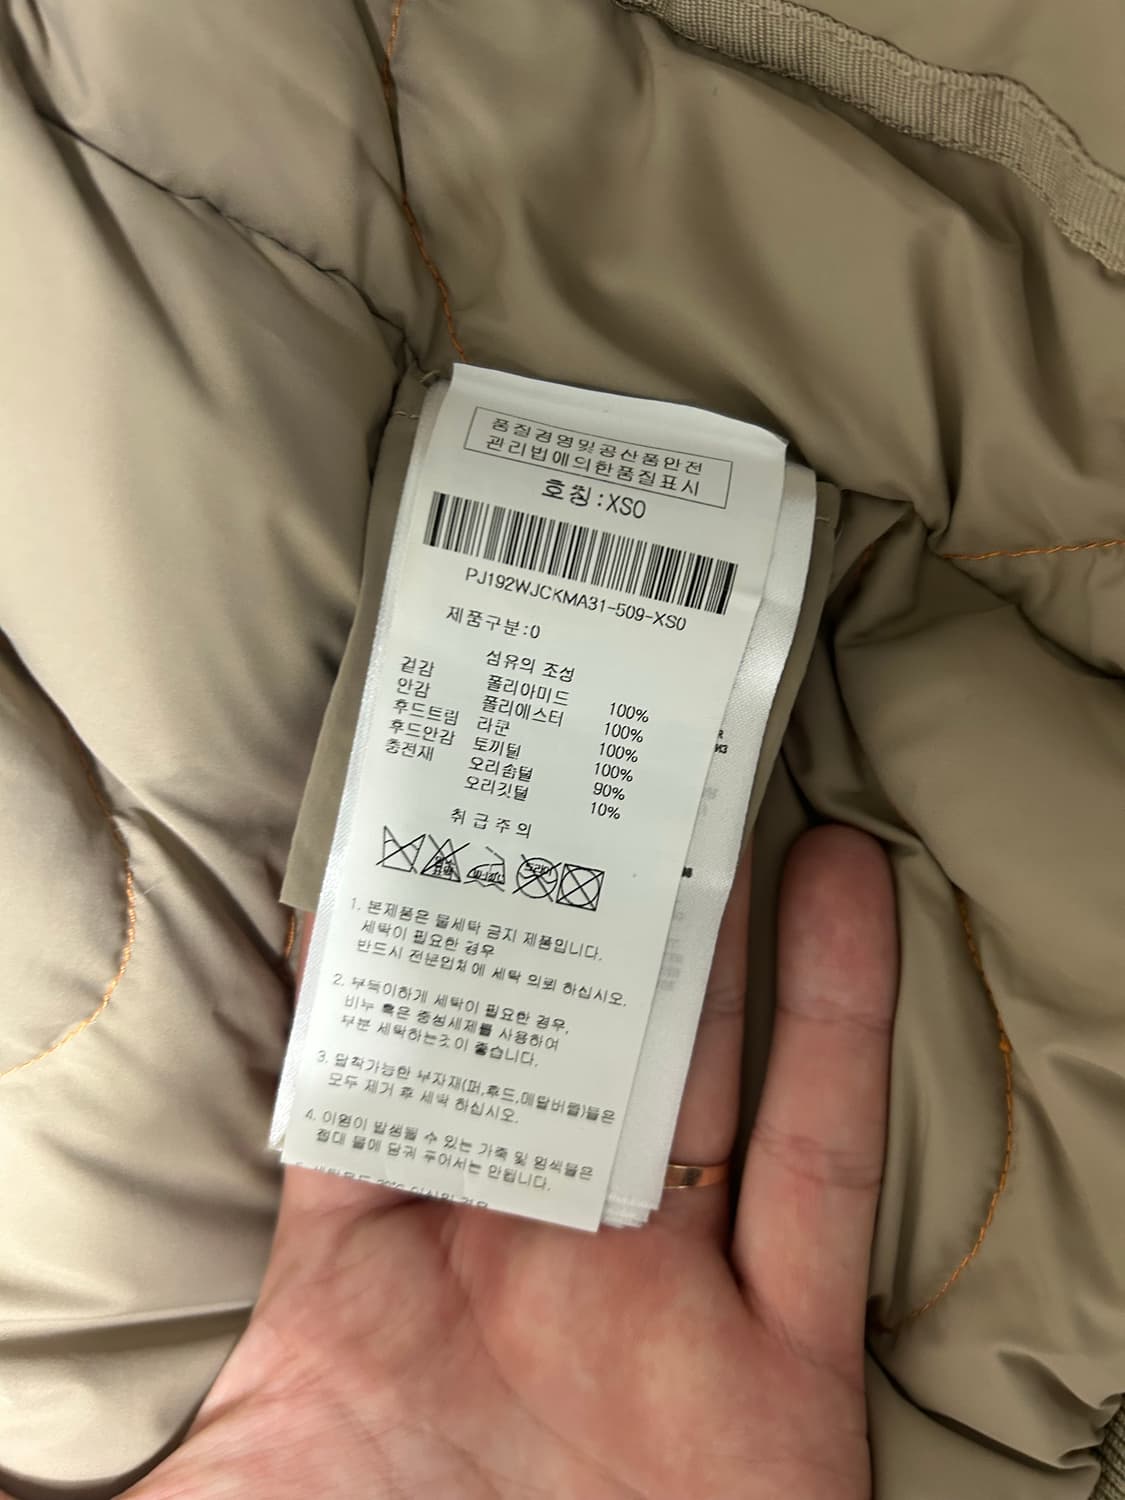 품질경영및공산품안전
관리법에의한품질표시
호칭:XS0
PJ192WJCKMA31-509-XS0
제품구분:0
섬유의 조성
겉감 폴리아미드 100%
안감 폴리에스터 100%
후드트림 라쿤 100%
후드안감 토끼털 100%
충전재 오리솜털 90%
오리깃털 10%
취급주의
드라이
1. 본제품은 물세탁 금지 제품입니다.
세탁이 필요한 경우
반드시 전문업체에 세탁 의뢰 하십시오.
2. 부득이하게 세탁이 필요한 경우,
비누 혹은 중성세제를 사용하여
부분 세탁하는것이 좋습니다.
3. 탈착가능한 부자재(퍼,후드,메탈버클)들은
모두 제거 후 세탁 하십시오.
4. 이염이 발생될 수 있는 가죽 및 원색들은
절대 물에 담궈 두어서는 안됩니다.